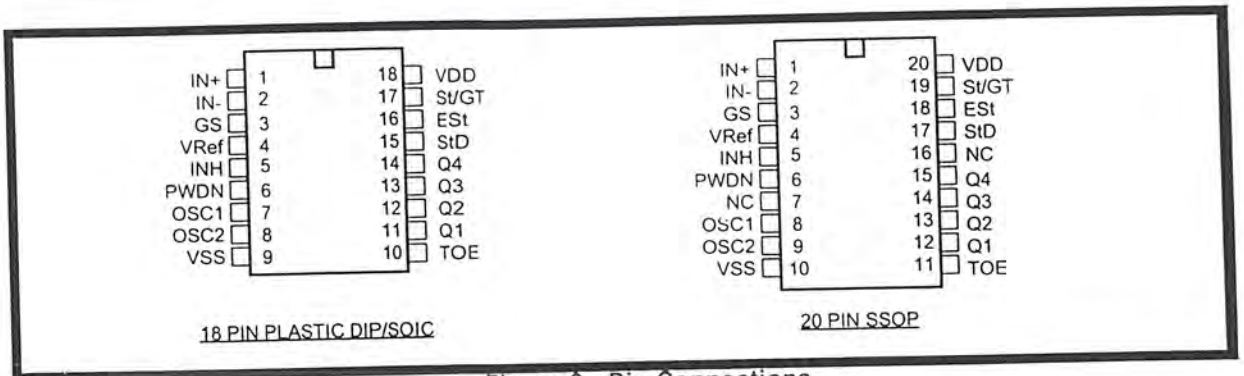 IN+ 1 18 VDD
IN- 2 17 St/GT
GS 3 16 ESt
VRef 4 15 StD
INH 5 14 Q4
PWDN 6 13 Q3
OSC1 7 12 Q2
OSC2 8 11 Q1
VSS 9 10 TOE
18 PIN PLASTIC DIP/SOIC
IN+ 1 20 VDD
IN- 2 19 St/GT
GS 3 18 ESt
VRef 4 17 StD
INH 5 16 NC
PWDN 6 15 Q4
NC 7 14 Q3
OSC1 8 13 Q2
OSC2 9 12 Q1
VSS 10 11 TOE
20 PIN SSOP
Pin Connections